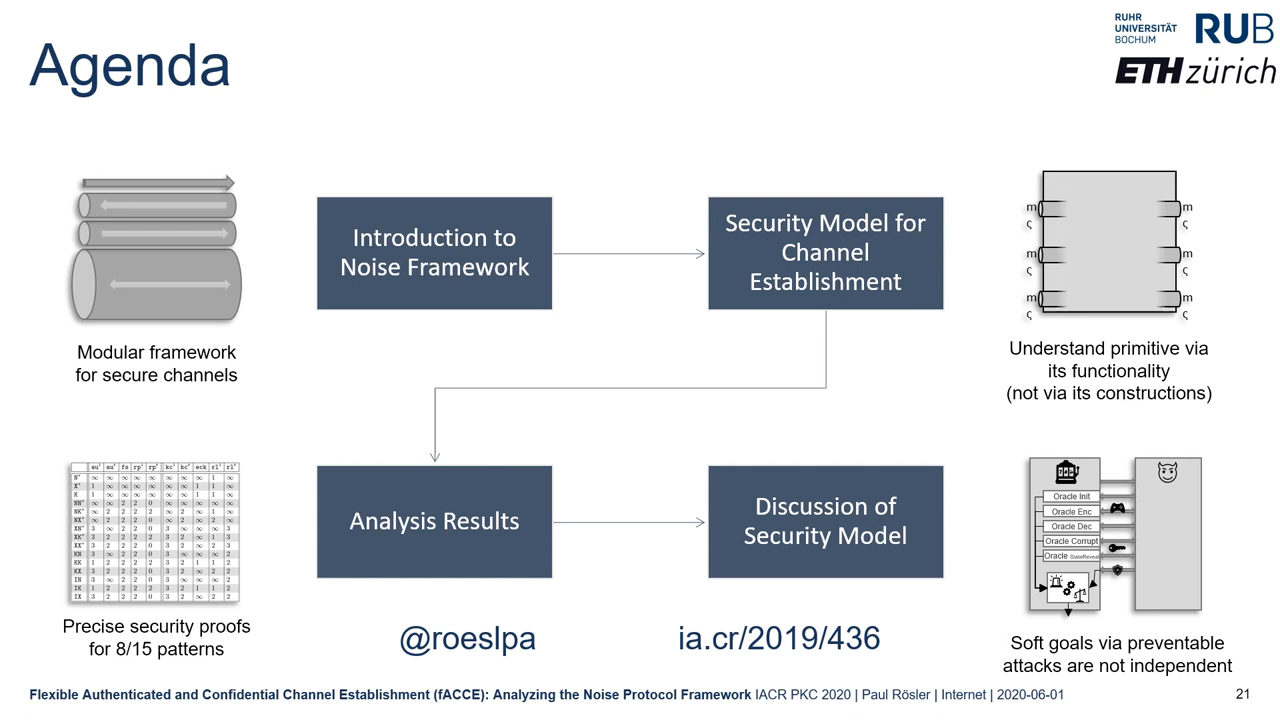 Agenda
RUHR
UNIVERSITÄT
BOCHUM
RUB
ETH zürich
Introduction to
Noise Framework
Security Model for
Channel
Establishment
Modular framework
for secure channels
m
ς
m
ς
m
ς
m
ς
m
ς
m
ς
Understand primitive via
its functionality
(not via its constructions)
Analysis Results
Discussion of
Security Model
Oracle Init
Oracle Enc
Oracle Dec
Oracle Corrupt
Oracle StateReveal
Precise security proofs
for 8/15 patterns
@roeslpa
ia.cr/2019/436
Soft goals via preventable
attacks are not independent
Flexible Authenticated and Confidential Channel Establishment (fACCE): Analyzing the Noise Protocol Framework IACR PKC 2020 | Paul Rösler | Internet | 2020-06-01
21